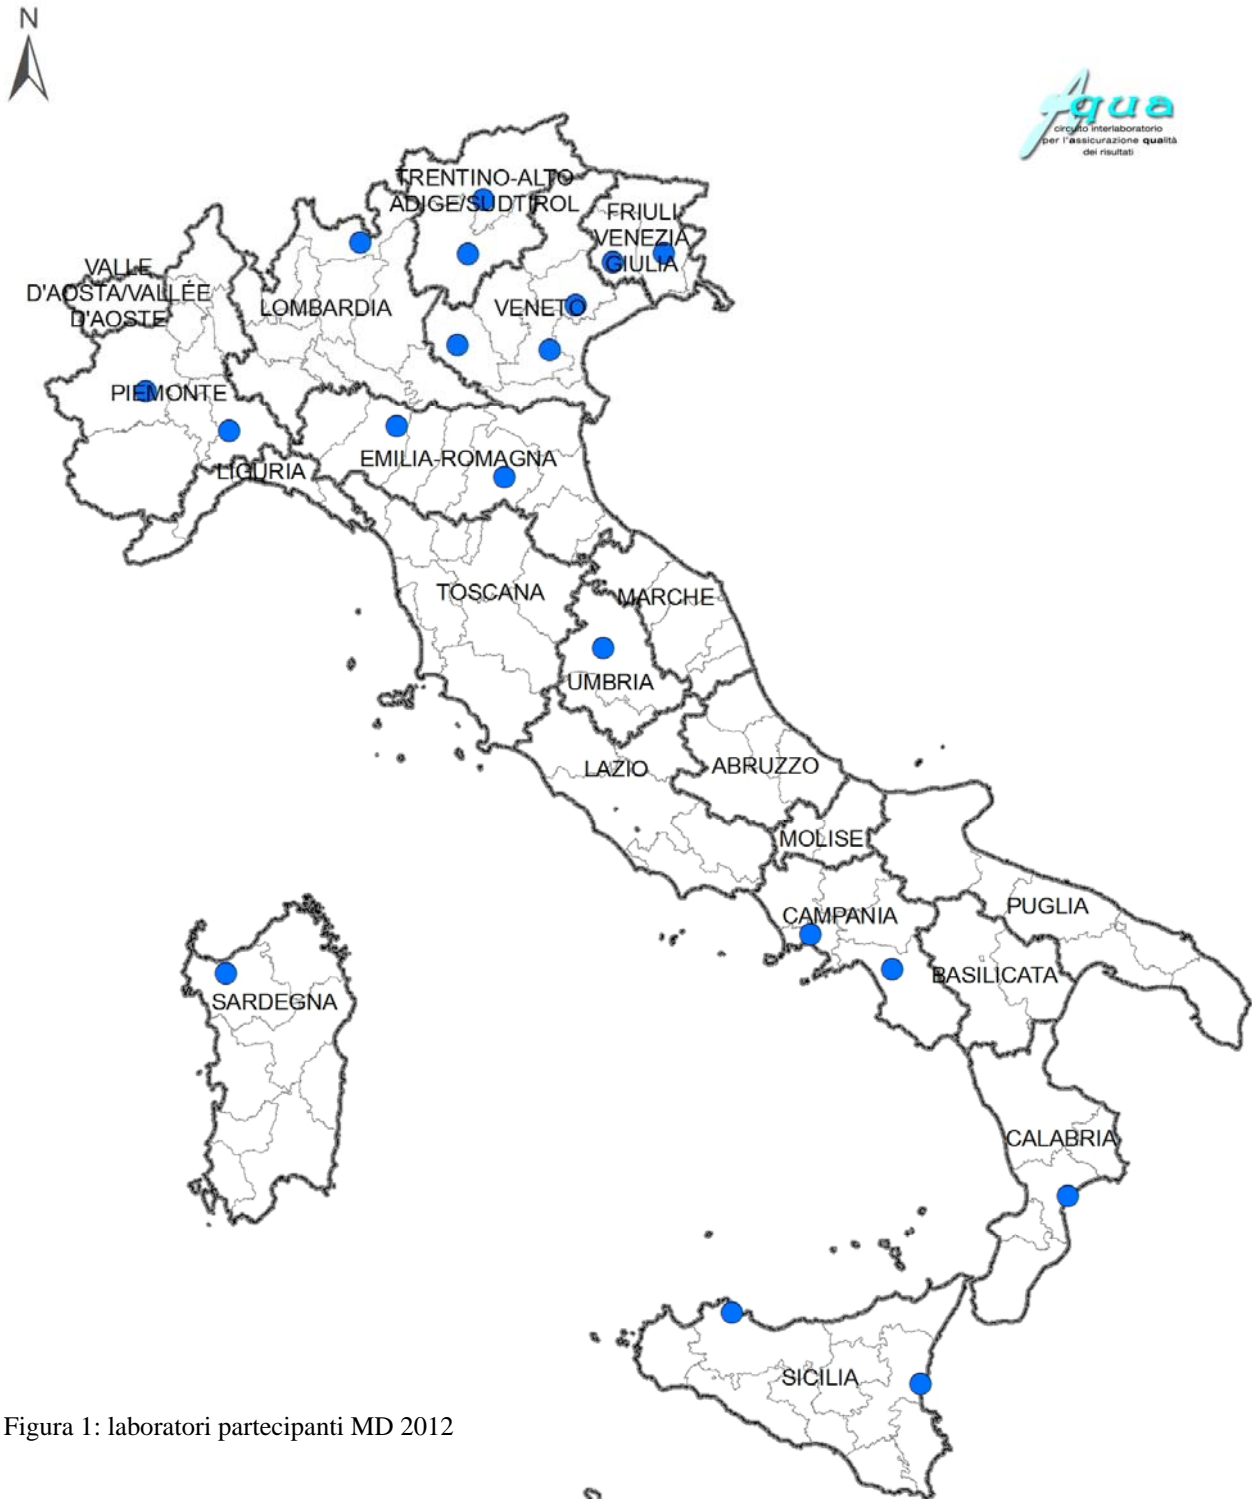 N
Aqua
circuito interlaboratorio
per l'assicurazione qualità
dei risultati
TRENTINO-ALTO
ADIGE/SÜDTIROL
FRIULI
VENEZIA
GIULIA
VALLE
D'AOSTA/VALLÉE
D'AOSTE
LOMBARDIA
VENETO
PIEMONTE
EMILIA-ROMAGNA
LIGURIA
TOSCANA
MARCHE
UMBRIA
LAZIO
ABRUZZO
MOLISE
CAMPANIA
PUGLIA
BASILICATA
SARDEGNA
CALABRIA
SICILIA
Figura 1: laboratori partecipanti MD 2012